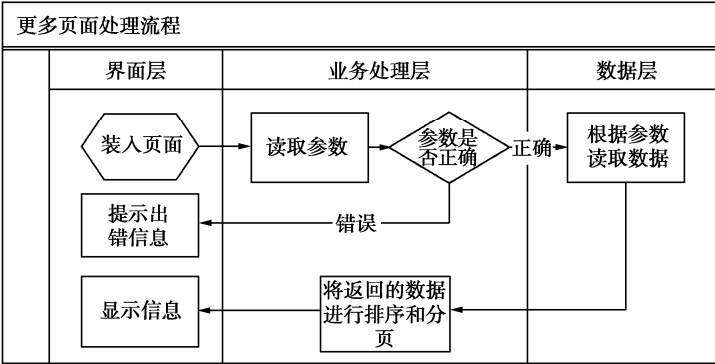 更多页面处理流程
界面层
业务处理层
数据层
装入页面
读取参数
参数是
否正确
正确
根据参数
读取数据
提示出
错信息
错误
显示信息
将返回的数据
进行排序和分
页